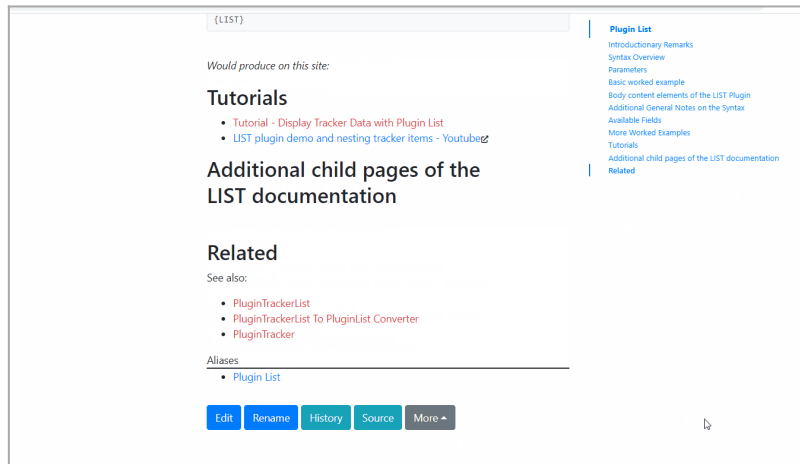 {LIST}
Would produce on this site:
Tutorials
Tutorial - Display Tracker Data with Plugin List
LIST plugin demo and nesting tracker items - Youtube
Additional child pages of the
LIST documentation
Related
See also:
PluginTrackerList
PluginTrackerList To PluginList Converter
PluginTracker
Aliases
Plugin List
Edit
Rename
History
Source
More
Plugin List
Introductionary Remarks
Syntax Overview
Parameters
Basic worked example
Body content elements of the LIST Plugin
Additional General Notes on the Syntax
Available Fields
More Worked Examples
Tutorials
Additional child pages of the LIST documentation
Related